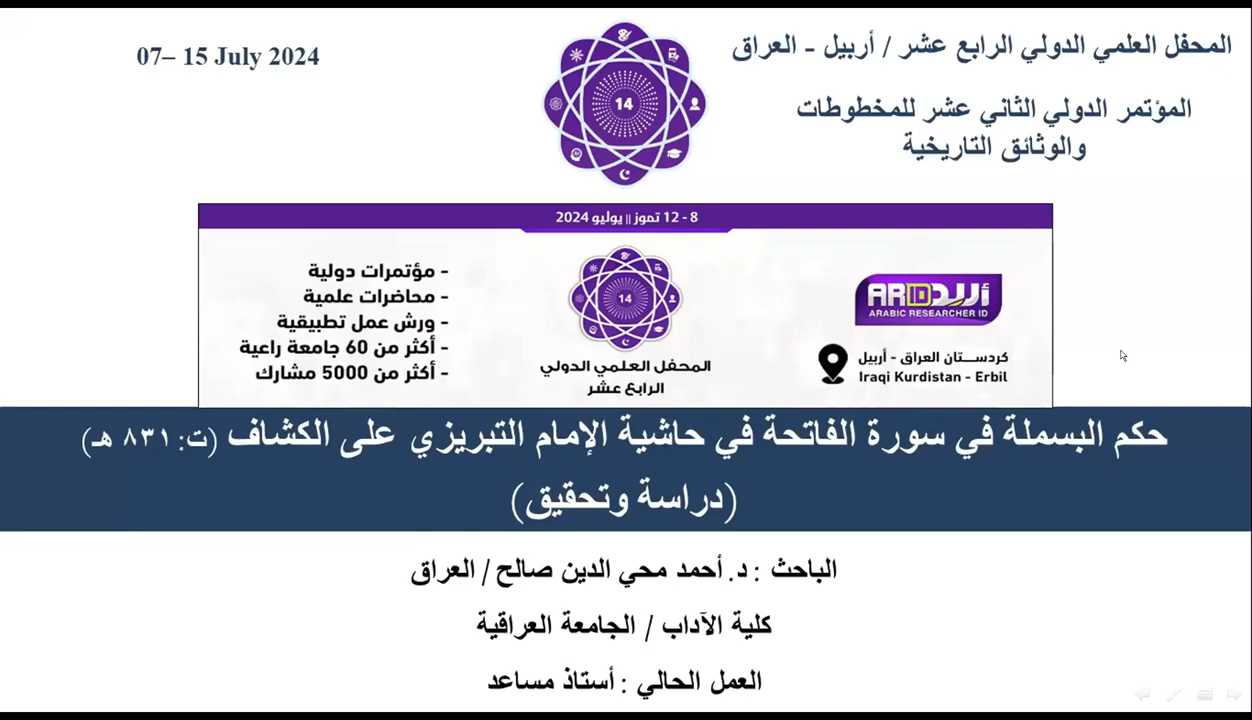 المحفل العلمي الدولي الرابع عشر / أربيل - العراق
07– 15 July 2024
المؤتمر الدولي الثاني عشر للمخطوطات
والوثائق التاريخية
14
8 - 12 تموز || يوليو 2024
أريد
ARID
ARABIC RESEARCHER ID
كردستان العراق - أربيل
Iraqi Kurdistan - Erbil
14
المحفل العلمي الدولي
الرابع عشر
- مؤتمرات دولية
- محاضرات علمية
- ورش عمل تطبيقية
- أكثر من 60 جامعة راعية
- أكثر من 5000 مشارك
حكم البسملة في سورة الفاتحة في حاشية الإمام التبريزي على الكشاف (ت: ٨٣١ هـ)
(دراسة وتحقيق)
الباحث : د. أحمد محي الدين صالح / العراق
كلية الآداب / الجامعة العراقية
العمل الحالي : أستاذ مساعد